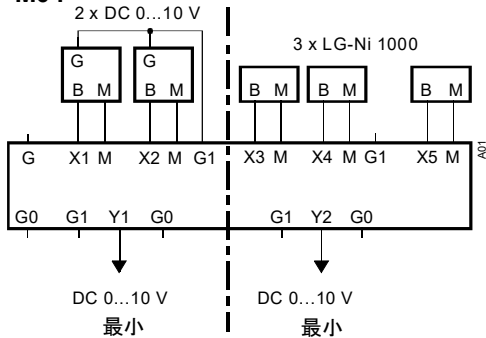 2 x DC 0...10 V
3 x LG-Ni 1000
G G
B M B M B M B M B M
G X1 M X2 M G1 X3 M X4 M G1 X5 M
A01
G0 G1 Y1 G0 G1 Y2 G0
DC 0...10 V DC 0...10 V
最小 最小